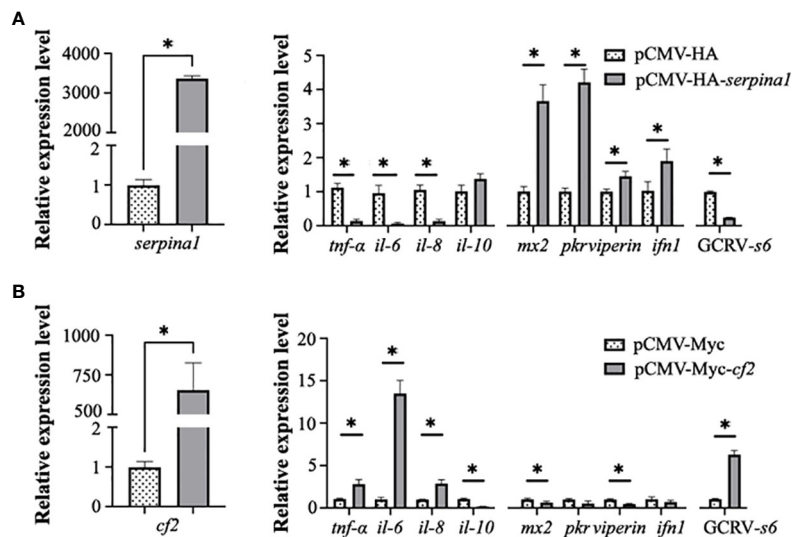 A
Relative expression level
4000
3000
2000
2
1
0
*
serpina1
Relative expression level
5
4
3
2
1
0
* * * * * * * *
pCMV-HA
pCMV-HA-serpina1
tnf-α il-6 il-8 il-10 mx2 pkr viperin ifn1 GCRV-s6
B
Relative expression level
1000
750
500
2
1
0
*
cf2
Relative expression level
20
15
10
5
0
* * * * * * *
pCMV-Myc
pCMV-Myc-cf2
tnf-α il-6 il-8 il-10 mx2 pkr viperin ifn1 GCRV-s6